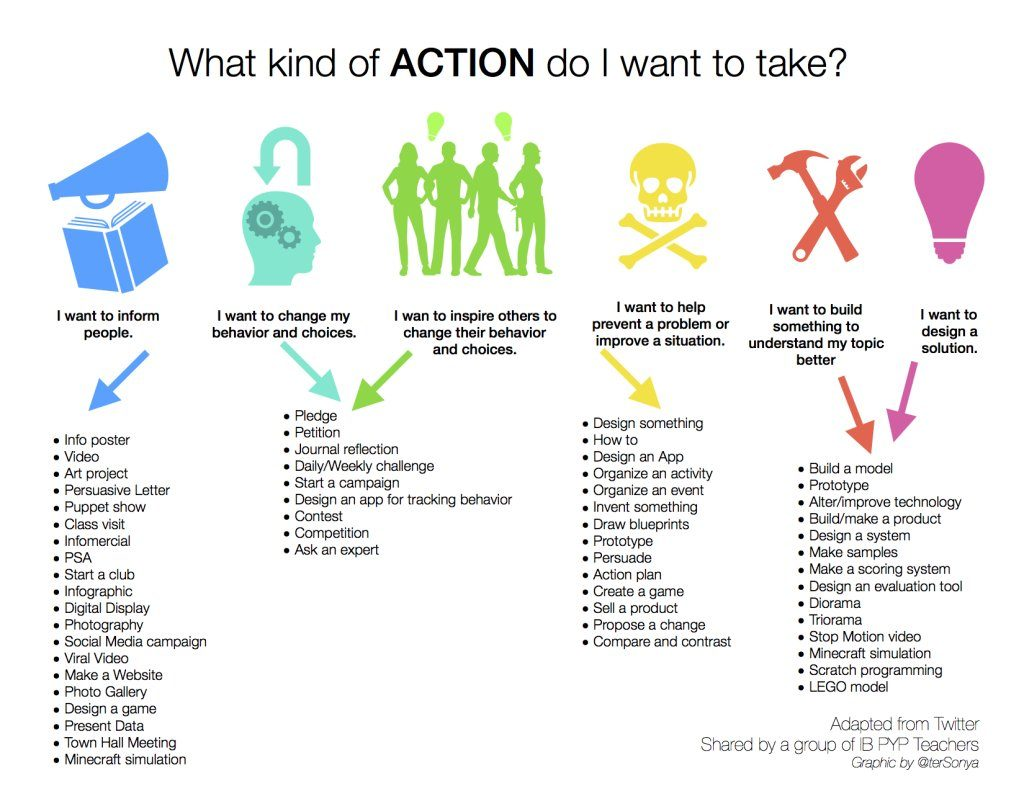 What kind of ACTION do I want to take?
I want to inform
people.
I want to change my
behavior and choices.
I wan to inspire others to
change their behavior
and choices.
I want to help
prevent a problem or
improve a situation.
I want to build
something to
understand my topic
better
I want to
design a
solution.
• Info poster
• Video
• Art project
• Persuasive Letter
• Puppet show
• Class visit
• Infomercial
• PSA
• Start a club
• Infographic
• Digital Display
• Photography
• Social Media campaign
• Viral Video
• Make a Website
• Photo Gallery
• Design a game
• Present Data
• Town Hall Meeting
• Minecraft simulation
• Pledge
• Petition
• Journal reflection
• Daily/Weekly challenge
• Start a campaign
• Design an app for tracking behavior
• Contest
• Competition
• Ask an expert
• Design something
• How to
• Design an App
• Organize an activity
• Organize an event
• Invent something
• Draw blueprints
• Prototype
• Persuade
• Action plan
• Create a game
• Sell a product
• Propose a change
• Compare and contrast
• Build a model
• Prototype
• Alter/improve technology
• Build/make a product
• Design a system
• Make samples
• Make a scoring system
• Design an evaluation tool
• Diorama
• Triorama
• Stop Motion video
• Minecraft simulation
• Scratch programming
• LEGO model
Adapted from Twitter
Shared by a group of IB PYP Teachers
Graphic by @terSonya